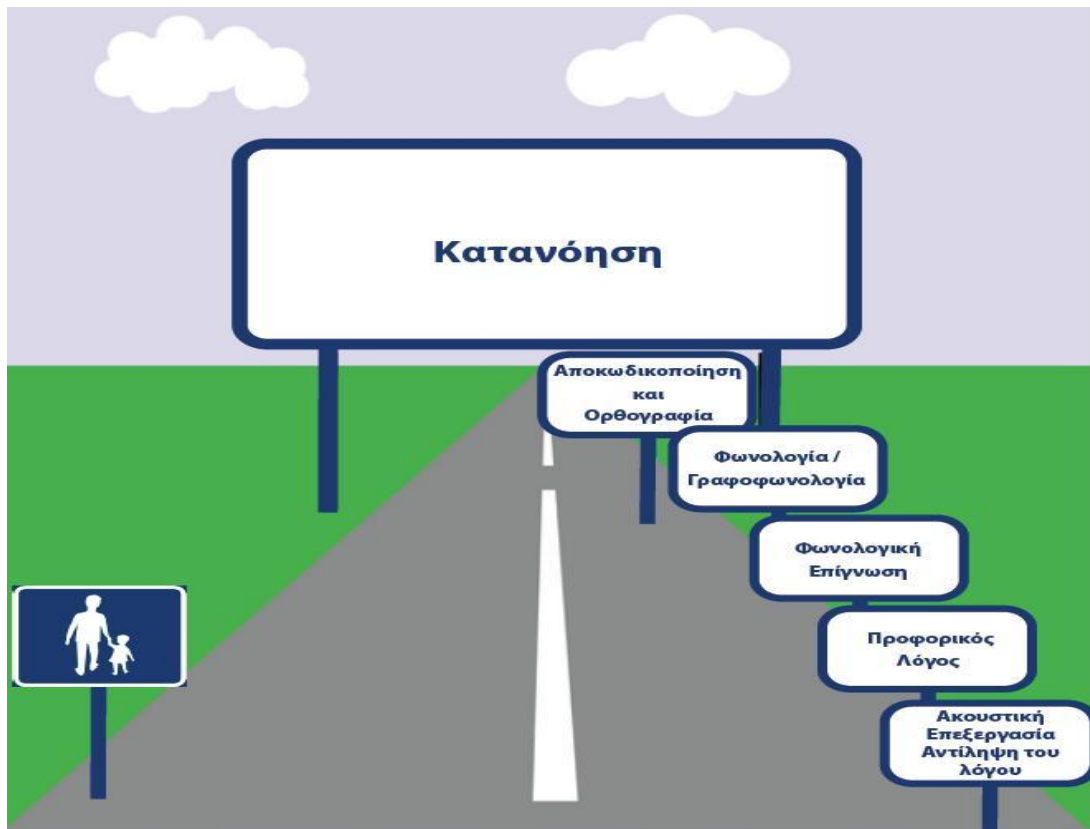 Κατανόηση
Αποκωδικοποίηση
και
Ορθογραφία
Φωνολογία /
Γραφοφωνολογία
Φωνολογική
Επίγνωση
Προφορικός
Λόγος
Ακουστική
Επεξεργασία
Αντίληψη του
λόγου